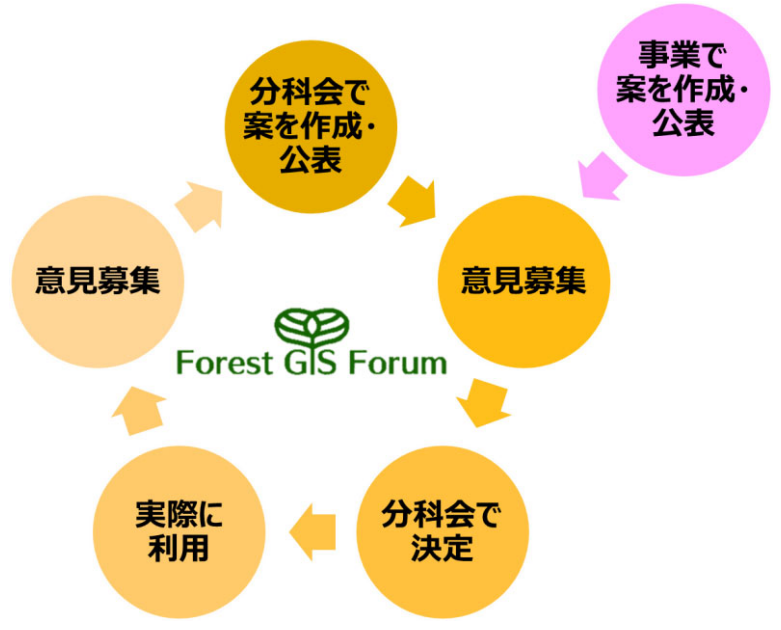 事業で
案を作成・
公表
分科会で
案を作成・
公表
意見募集
意見募集
Forest GIS Forum
実際に
利用
分科会で
決定